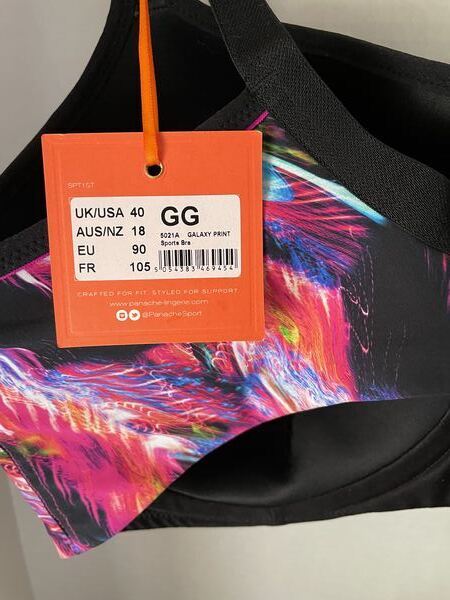 SPT1ST
UK/USA 40
AUS/NZ 18
EU 90
FR 105
GG
5021A GALAXY PRINT
Sports Bra
5 054383 469454
CRAFTED FOR FIT. STYLED FOR SUPPORT.
www.panache-lingerie.com
@PanacheSport